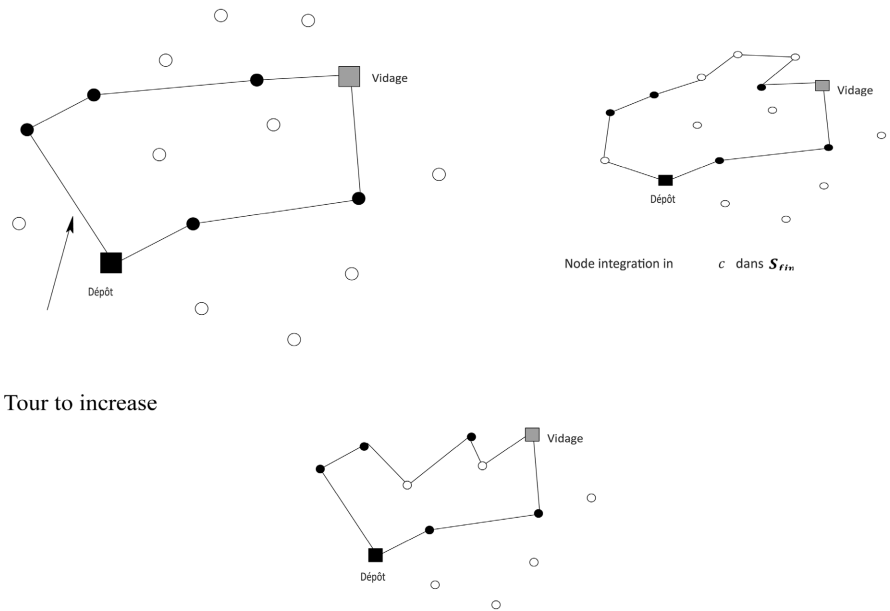 Vidage
Dépôt
Vidage
Dépôt
Node integration in c dans S_fin
Tour to increase
Vidage
Dépôt